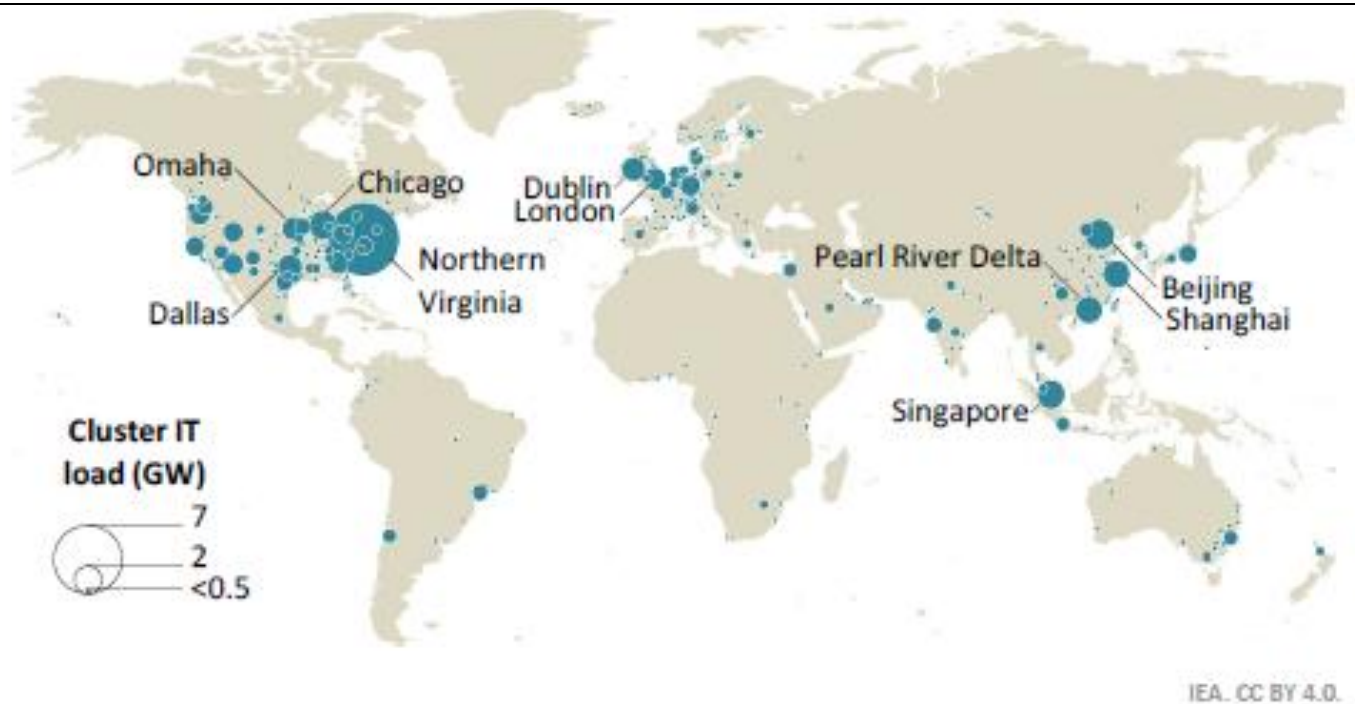 Omaha
Chicago
Dublin
London
Northern
Virginia
Pearl River Delta
Beijing
Shanghai
Dallas
Singapore
Cluster IT
load (GW)
7
2
<0.5
IEA. CC BY 4.0.